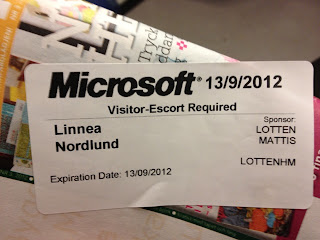 Microsoft® 13/9/2012
Visitor-Escort Required
Sponsor:
Linnea LOTTEN
Nordlund MATTIS
LOTTENHM
Expiration Date: 13/09/2012